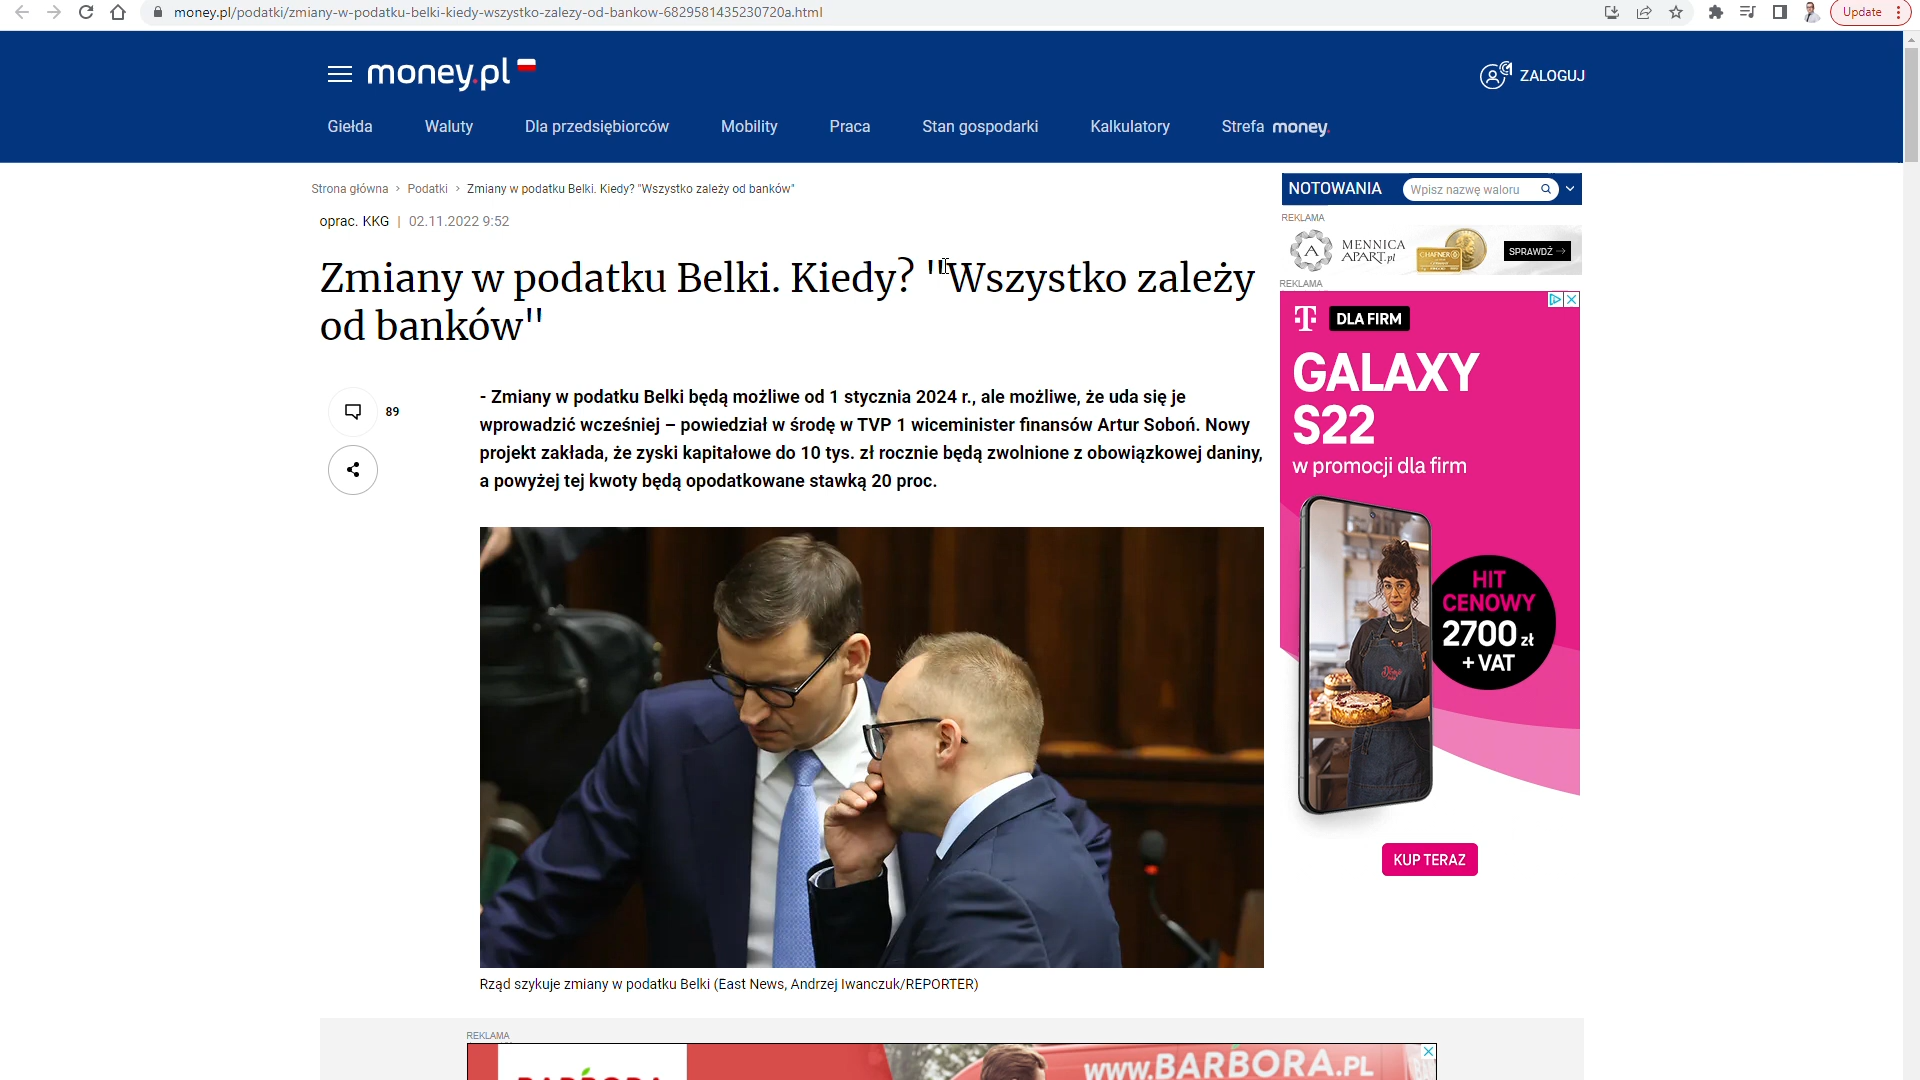 money.pl/podatki/zmiany-w-podatku-belki-kiedy-wszystko-zalezy-od-bankow-6829581435230720a.html
Update
money.pl
ZALOGUJ
Giełda
Waluty
Dla przedsiębiorców
Mobility
Praca
Stan gospodarki
Kalkulatory
Strefa money.
Strona główna > Podatki > Zmiany w podatku Belki. Kiedy? "Wszystko zależy od banków"
oprac. KKG | 02.11.2022 9:52
Zmiany w podatku Belki. Kiedy? "Wszystko zależy
od banków"
89
- Zmiany w podatku Belki będą możliwe od 1 stycznia 2024 r., ale możliwe, że uda się je
wprowadzić wcześniej – powiedział w środę w TVP 1 wiceminister finansów Artur Soboń. Nowy
projekt zakłada, że zyski kapitałowe do 10 tys. zł rocznie będą zwolnione z obowiązkowej daniny,
a powyżej tej kwoty będą opodatkowane stawką 20 proc.
Rząd szykuje zmiany w podatku Belki (East News, Andrzej Iwanczuk/REPORTER)
NOTOWANIA
Wpisz nazwę waloru
REKLAMA
A
MENNICA
APART.pl
CHAFNER
SPRAWDŹ →
REKLAMA
T
DLA FIRM
GALAXY
S22
w promocji dla firm
HIT
CENOWY
2700 zł
+ VAT
KUP TERAZ
REKLAMA
BARBORA
WWW.BARBORA.PL